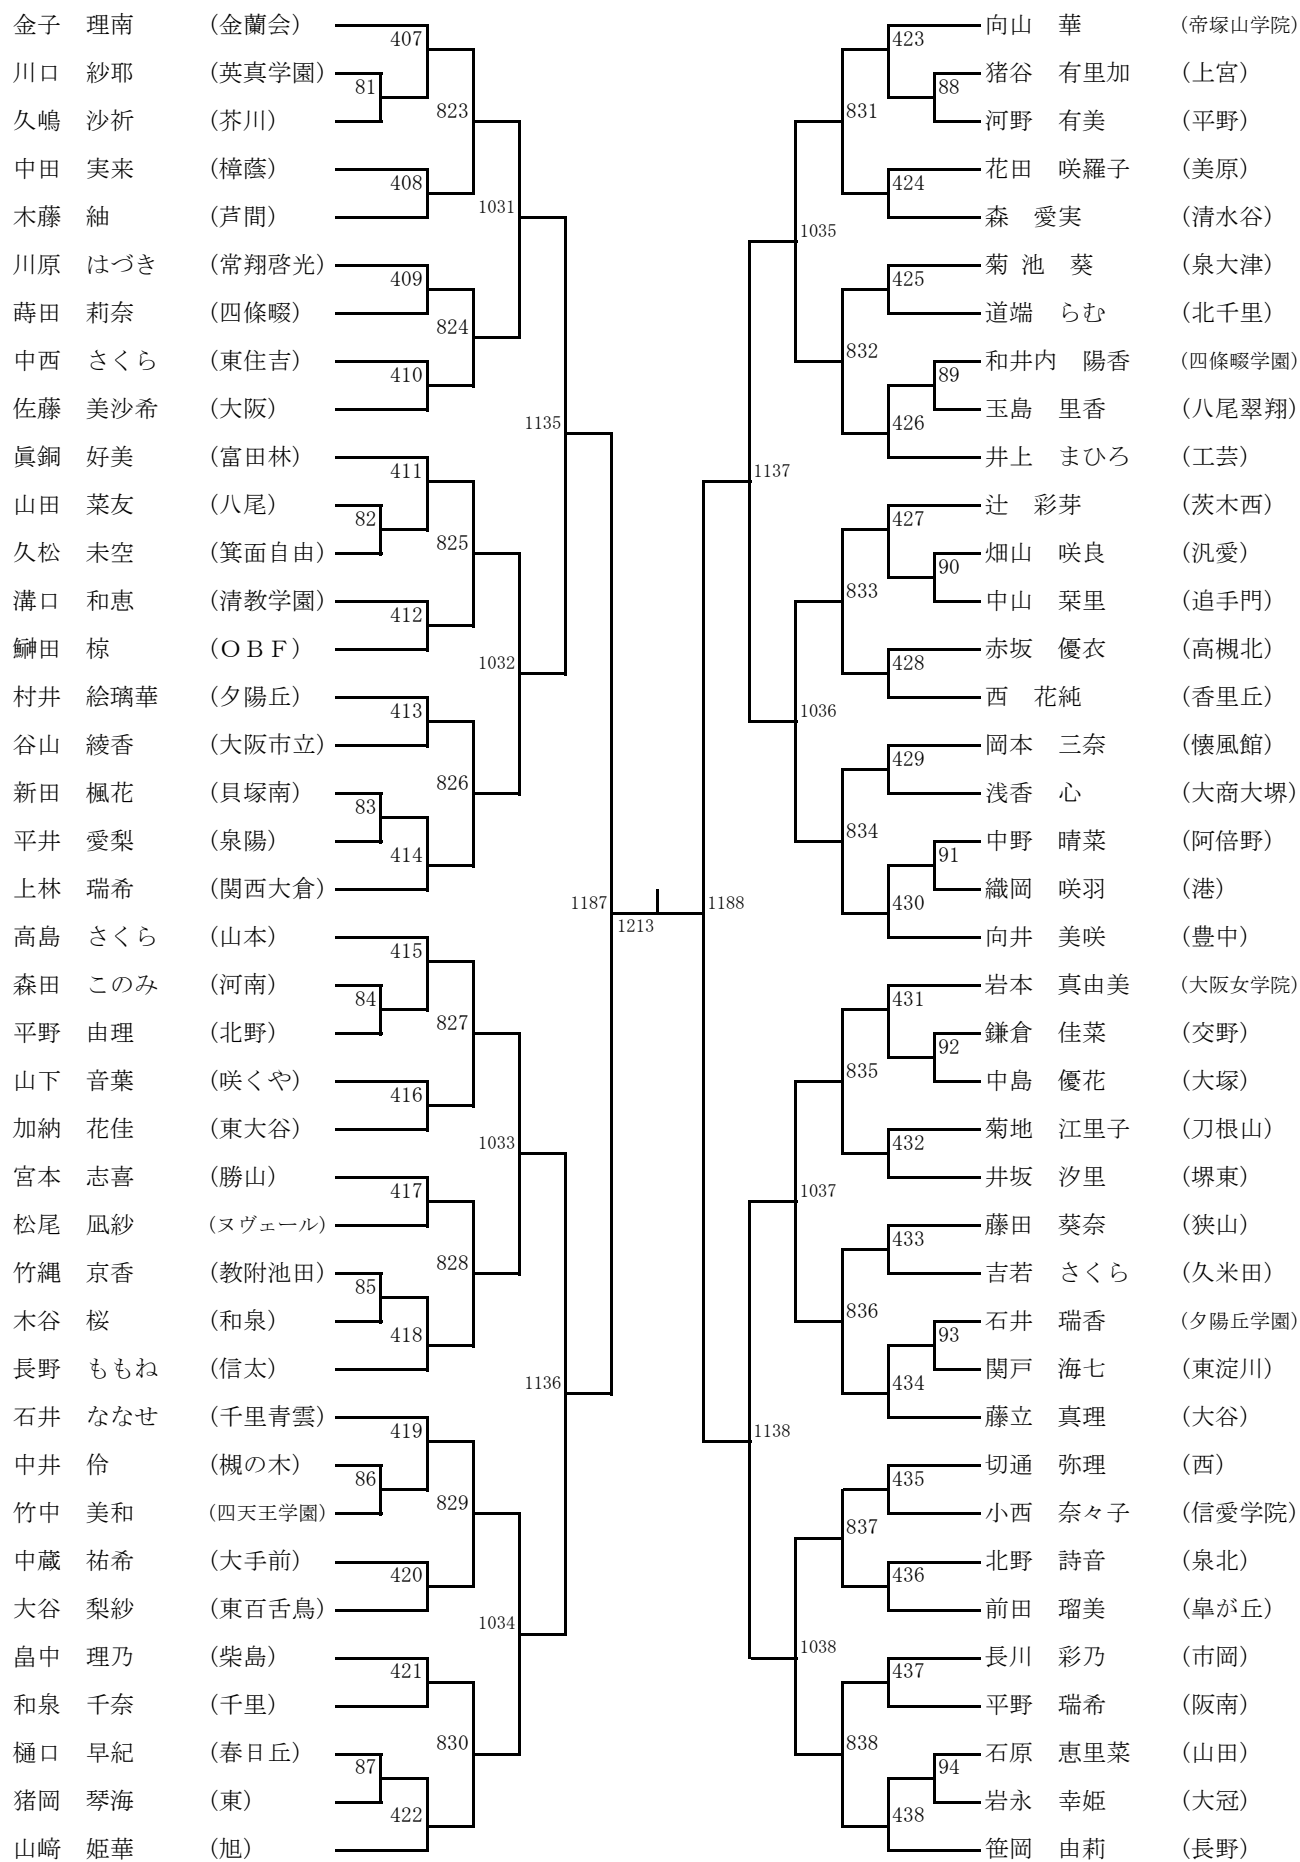 金子　理南　(金蘭会)
407
川口　紗耶　(英真学園)
81
久嶋　沙祈　(芥川)
823
中田　実来　(樟蔭)
408
木藤　紬　(芦間)
1031
川原　はづき　(常翔啓光)
409
蒔田　莉奈　(四條畷)
824
中西　さくら　(東住吉)
410
佐藤　美沙希　(大阪)
1135
眞銅　好美　(富田林)
411
山田　菜友　(八尾)
82
久松　未空　(箕面自由)
825
溝口　和恵　(清教学園)
412
鰰田　椋　(ＯＢＦ)
1032
村井　絵璃華　(夕陽丘)
413
谷山　綾香　(大阪市立)
826
新田　楓花　(貝塚南)
83
平井　愛梨　(泉陽)
414
上林　瑞希　(関西大倉)
1187
1213
高島　さくら　(山本)
415
森田　このみ　(河南)
84
平野　由理　(北野)
827
山下　音葉　(咲くや)
416
加納　花佳　(東大谷)
1033
宮本　志喜　(勝山)
417
松尾　凪紗　(ヌヴェール)
828
竹縄　京香　(教附池田)
85
木谷　桜　(和泉)
418
長野　ももね　(信太)
1136
石井　ななせ　(千里青雲)
419
中井　伶　(槻の木)
86
竹中　美和　(四天王学園)
829
中蔵　祐希　(大手前)
420
大谷　梨紗　(東百舌鳥)
1034
畠中　理乃　(柴島)
421
和泉　千奈　(千里)
830
樋口　早紀　(春日丘)
87
猪岡　琴海　(東)
422
山﨑　姫華　(旭)
向山　華　(帝塚山学院)
423
猪谷　有里加　(上宮)
88
河野　有美　(平野)
831
花田　咲羅子　(美原)
424
森　愛実　(清水谷)
1035
菊 池　葵　(泉大津)
425
道端　らむ　(北千里)
832
和井内　陽香　(四條畷学園)
89
玉島　里香　(八尾翠翔)
426
井上　まひろ　(工芸)
1137
辻　彩芽　(茨木西)
427
畑山　咲良　(汎愛)
90
中山　栞里　(追手門)
833
赤坂　優衣　(高槻北)
428
西　花純　(香里丘)
1036
岡本　三奈　(懐風館)
429
浅香　心　(大商大堺)
834
中野　晴菜　(阿倍野)
91
織岡　咲羽　(港)
430
向井　美咲　(豊中)
1188
岩本　真由美　(大阪女学院)
431
鎌倉　佳菜　(交野)
92
中島　優花　(大塚)
835
菊地　江里子　(刀根山)
432
井坂　汐里　(堺東)
1037
藤田　葵奈　(狭山)
433
吉若　さくら　(久米田)
836
石井　瑞香　(夕陽丘学園)
93
関戸　海七　(東淀川)
434
藤立　真理　(大谷)
1138
切通　弥理　(西)
435
小西　奈々子　(信愛学院)
837
北野　詩音　(泉北)
436
前田　瑠美　(皐が丘)
1038
長川　彩乃　(市岡)
437
平野　瑞希　(阪南)
838
石原　恵里菜　(山田)
94
岩永　幸姫　(大冠)
438
笹岡　由莉　(長野)